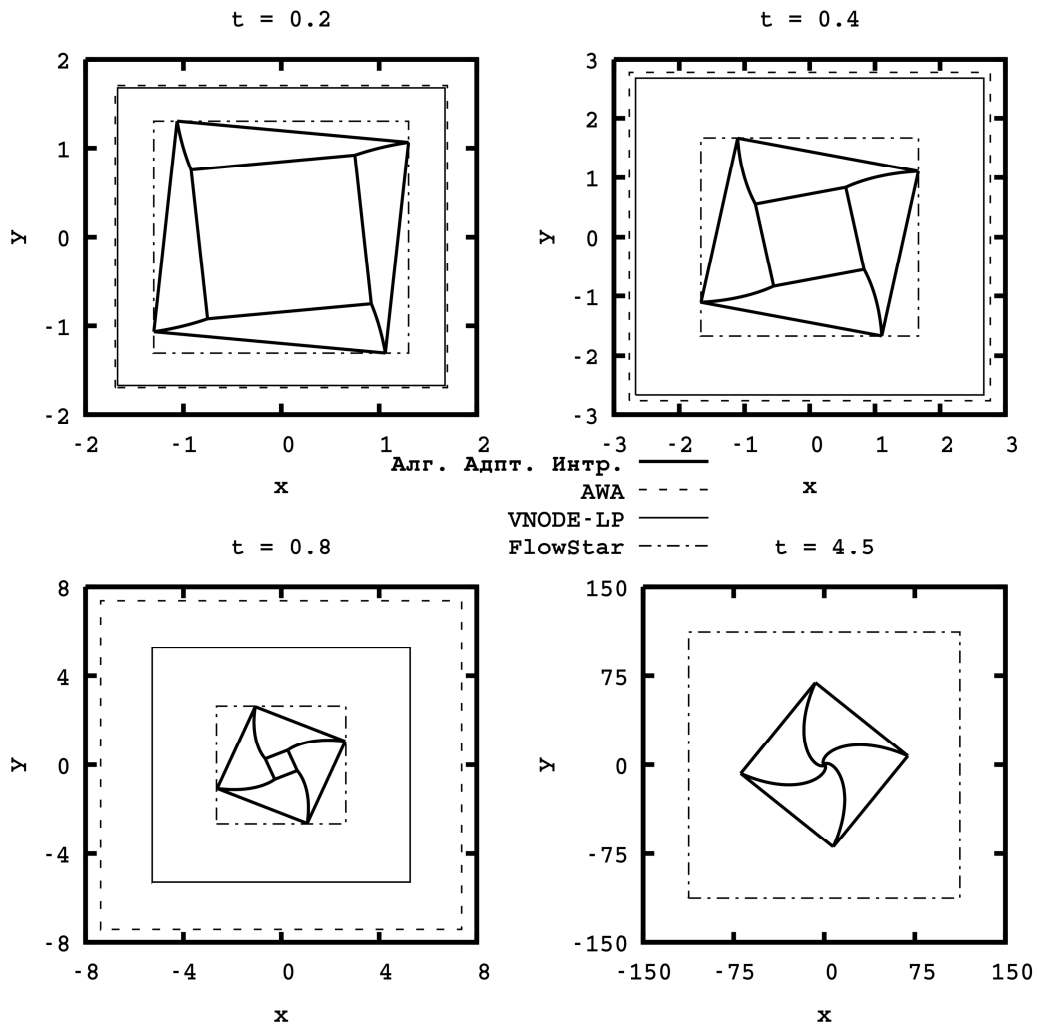 t = 0.2
2
1
0
-1
-2
y
-2 -1 0 1 2
x
t = 0.4
3
2
1
0
-1
-2
-3
y
-3 -2 -1 0 1 2 3
x
Алг. Адпт. Интр.
AWA
VNODE-LP
FlowStar
t = 0.8
8
4
0
-4
-8
y
-8 -4 0 4 8
x
t = 4.5
150
75
0
-75
-150
y
-150 -75 0 75 150
x